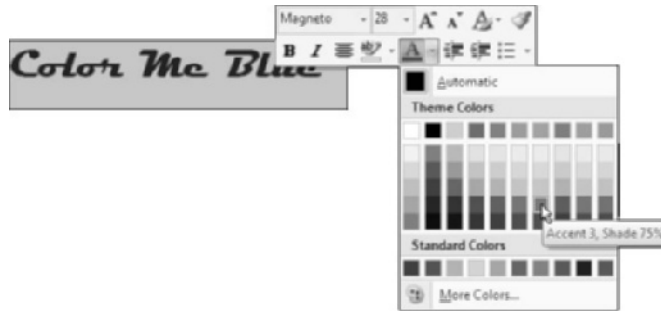 Magneto 28 A A A
B I A
Color Me Blue
Automatic
Theme Colors
Accent 3, Shade 75%
Standard Colors
More Colors...